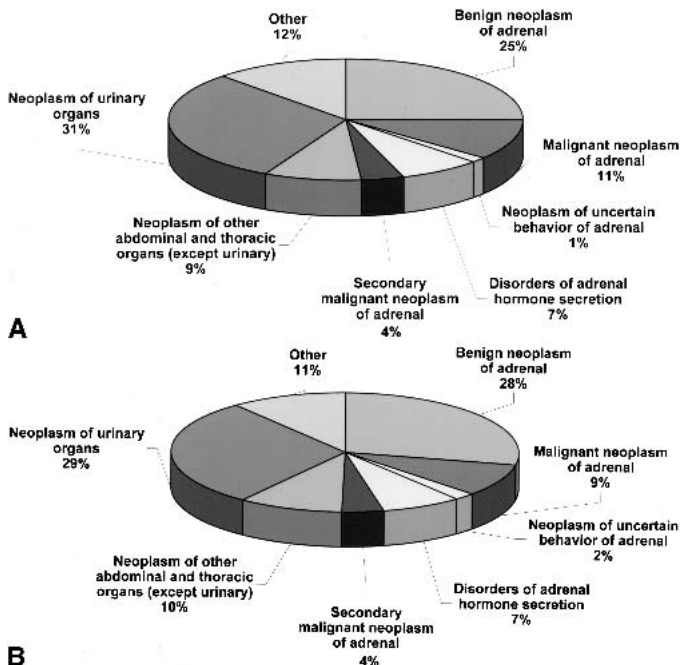 Other
12%
Benign neoplasm
of adrenal
25%
Neoplasm of urinary
organs
31%
Malignant neoplasm
of adrenal
11%
Neoplasm of uncertain
behavior of adrenal
1%
Neoplasm of other
abdominal and thoracic
organs (except urinary)
9%
Secondary
malignant neoplasm
of adrenal
4%
Disorders of adrenal
hormone secretion
7%
A
Other
11%
Benign neoplasm
of adrenal
28%
Neoplasm of urinary
organs
29%
Malignant neoplasm
of adrenal
9%
Neoplasm of uncertain
behavior of adrenal
2%
Neoplasm of other
abdominal and thoracic
organs (except urinary)
10%
Secondary
malignant neoplasm
of adrenal
4%
Disorders of adrenal
hormone secretion
7%
B